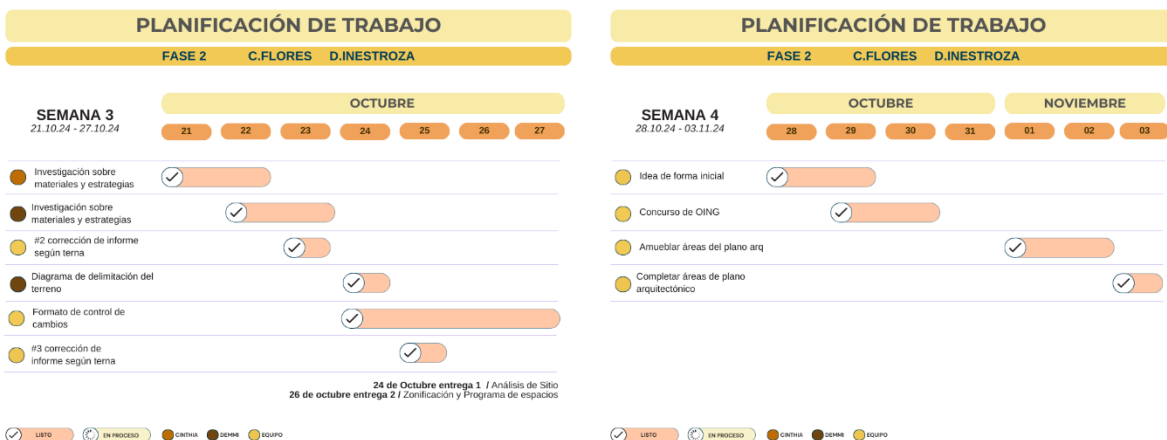 PLANIFICACIÓN DE TRABAJO
FASE 2 C.FLORES D.INESTROZA
SEMANA 3
21.10.24 - 27.10.24
OCTUBRE
21 22 23 24 25 26 27
Investigación sobre
materiales y estrategias
Investigación sobre
materiales y estrategias
#2 corrección de informe
según terna
Diagrama de delimitación del
terreno
Formato de control de
cambios
#3 corrección de
informe según terna
24 de Octubre entrega 1 / Análisis de Sitio
26 de octubre entrega 2 / Zonificación y Programa de espacios
LISTO EN PROCESO CINTHIA DEMMI EQUIPO
PLANIFICACIÓN DE TRABAJO
FASE 2 C.FLORES D.INESTROZA
SEMANA 4
28.10.24 - 03.11.24
OCTUBRE NOVIEMBRE
28 29 30 31 01 02 03
Idea de forma inicial
Concurso de OING
Amueblar áreas del plano arq
Completar áreas de plano
arquitectónico
LISTO EN PROCESO CINTHIA DEMMI EQUIPO